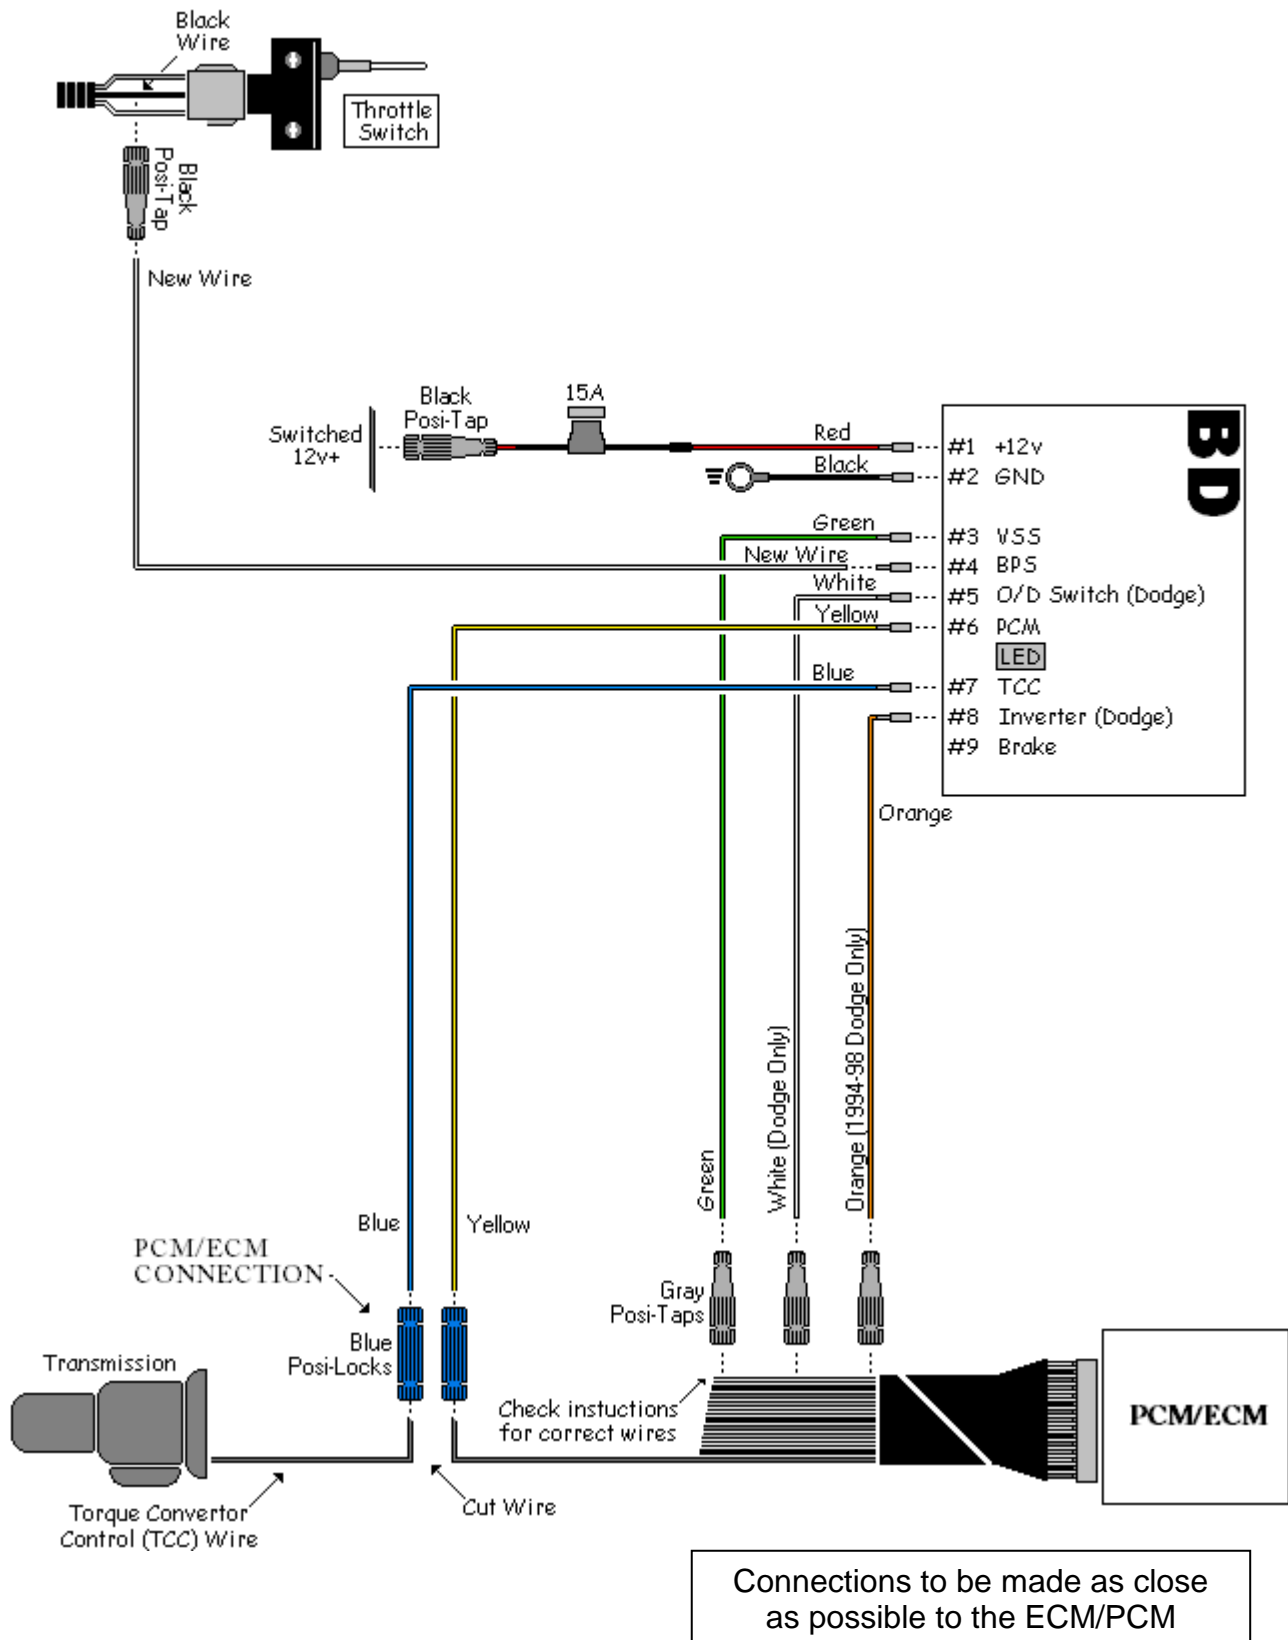 Black
Wire
Throttle
Switch
Black
Posi-Tap
New Wire
Black
Posi-Tap
15A
Switched
12v+
Red
Black
Green
New Wire
White
Yellow
Blue
BD
#1 +12v
#2 GND
#3 VSS
#4 BPS
#5 O/D Switch (Dodge)
#6 PCM
LED
#7 TCC
#8 Inverter (Dodge)
#9 Brake
Orange
Green
White (Dodge Only)
Orange (1994-98 Dodge Only)
Blue
Yellow
PCM/ECM
CONNECTION
Gray
Posi-Taps
Blue
Posi-Locks
Transmission
Check instuctions
for correct wires
PCM/ECM
Cut Wire
Torque Convertor
Control (TCC) Wire
Connections to be made as close
as possible to the ECM/PCM